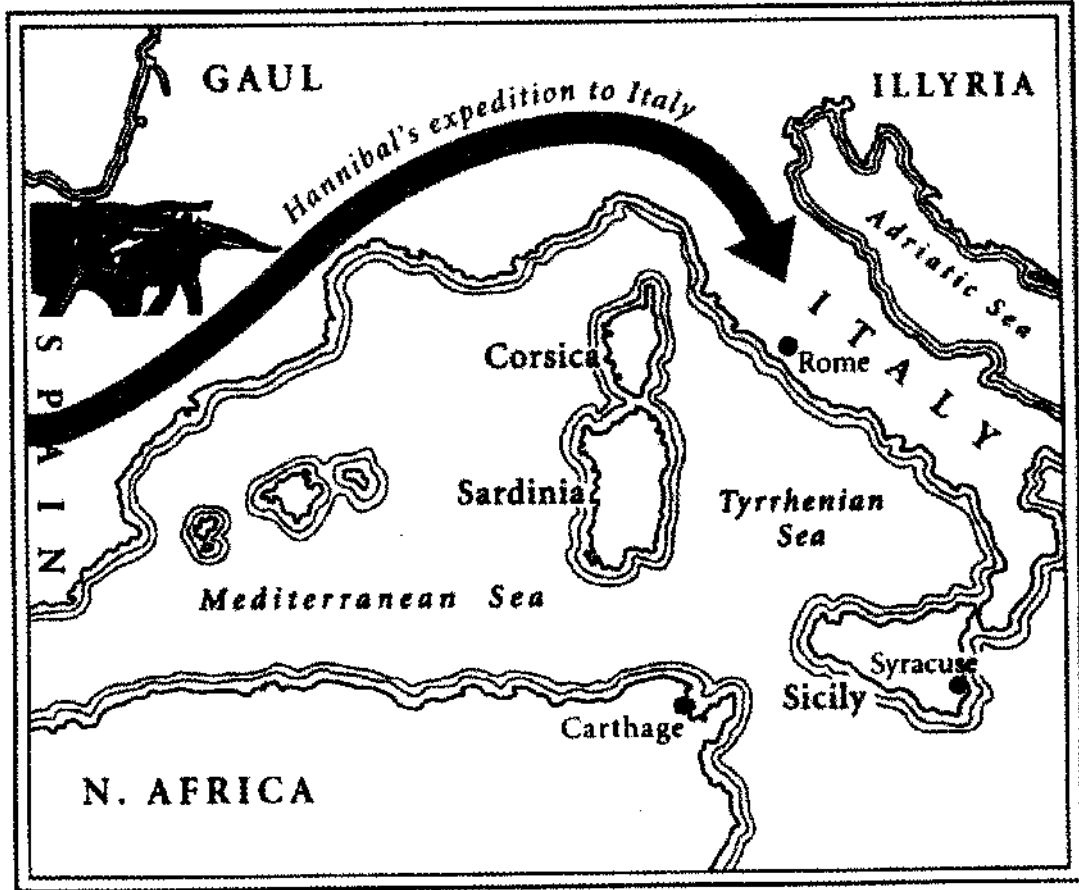 GAUL
ILLYRIA
Hannibal's expedition to Italy
Adriatic Sea
SPAIN
ITALY
Rome
Corsica
Sardinia
Tyrrhenian
Sea
Mediterranean Sea
Syracuse
Sicily
Carthage
N. AFRICA